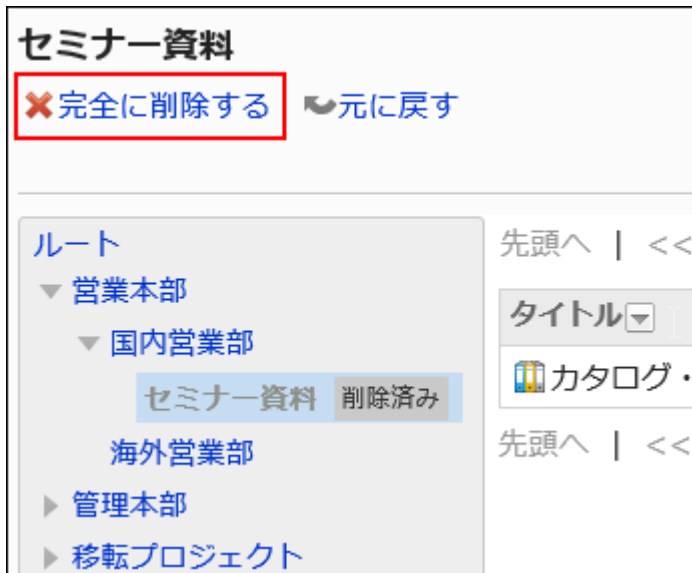 セミナー資料
完全に削除する 元に戻す
ルート
営業本部
国内営業部
セミナー資料 削除済み
海外営業部
管理本部
移転プロジェクト
先頭へ | <<
タイトル
カタログ・
先頭へ | <<